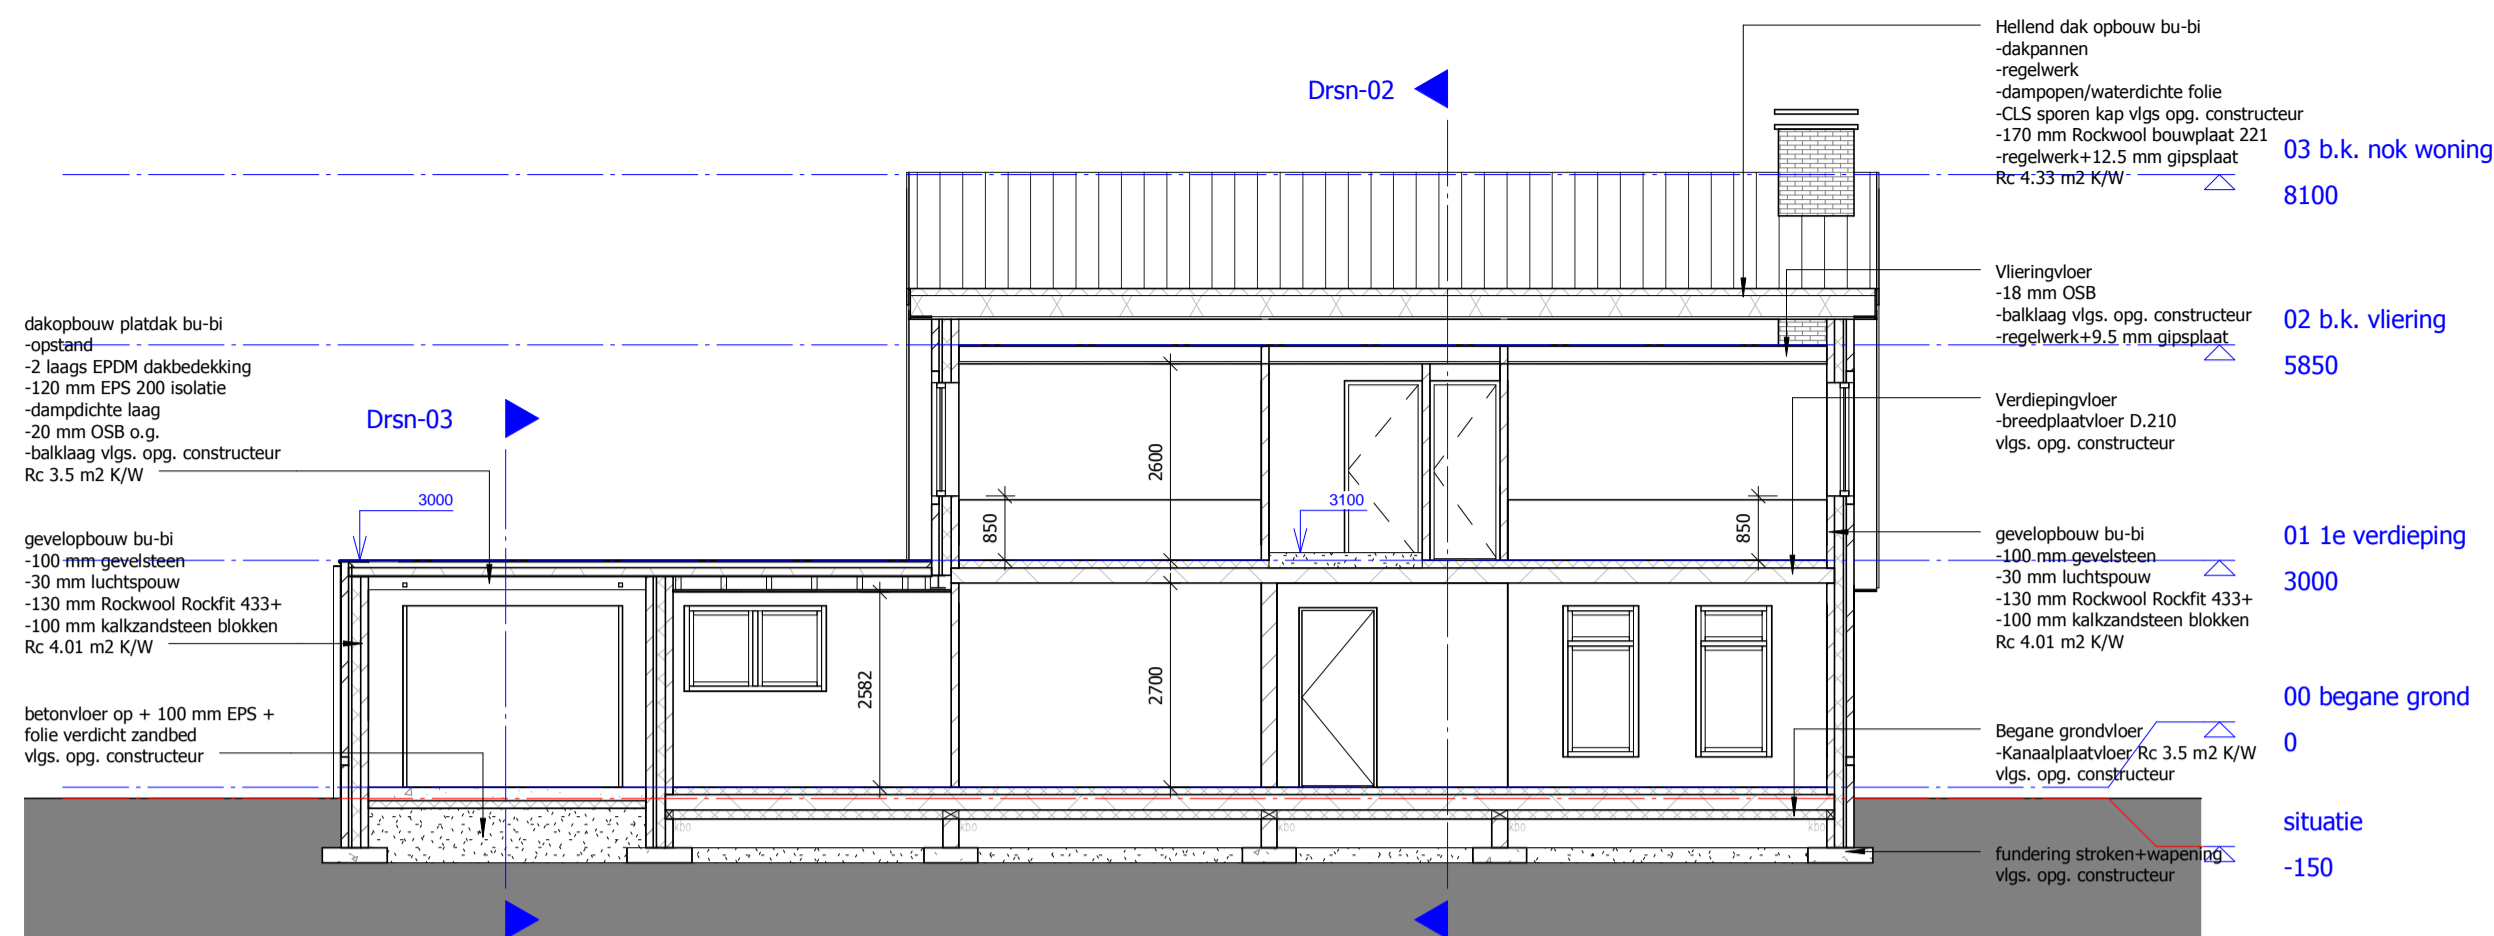 Hellend dak opbouw bu-bi
-dakpannen
-regelwerk
-dampopen/waterdichte folie
-CLS sporen kap vlgs opg. constructeur
-170 mm Rockwool bouwplaat 221
-regelwerk+12.5 mm gipsplaat
Rc 4.33 m2 K/W
03 b.k. nok woning
8100
Drsn-02
Vlieringvloer
-18 mm OSB
-balklaag vlgs. opg. constructeur
-regelwerk+9.5 mm gipsplaat
02 b.k. vliering
5850
dakopbouw platdak bu-bi
-opstand
-2 laags EPDM dakbedekking
-120 mm EPS 200 isolatie
-dampdichte laag
-20 mm OSB o.g.
-balklaag vlgs. opg. constructeur
Rc 3.5 m2 K/W
Drsn-03
Verdiepingvloer
-breedplaatvloer D.210
vlgs. opg. constructeur
3000
3100
2600
850
850
gevelopbouw bu-bi
-100 mm gevelsteen
-30 mm luchtspouw
-130 mm Rockwool Rockfit 433+
-100 mm kalkzandsteen blokken
Rc 4.01 m2 K/W
gevelopbouw bu-bi
-100 mm gevelsteen
-30 mm luchtspouw
-130 mm Rockwool Rockfit 433+
-100 mm kalkzandsteen blokken
Rc 4.01 m2 K/W
01 1e verdieping
3000
2582
2700
betonvloer op + 100 mm EPS +
folie verdicht zandbed
vlgs. opg. constructeur
Begane grondvloer
-Kanaalplaatvloer Rc 3.5 m2 K/W
vlgs. opg. constructeur
00 begane grond
0
kbo
kbo
kbo
kbo
kbo
situatie
-150
fundering stroken+wapening
vlgs. opg. constructeur